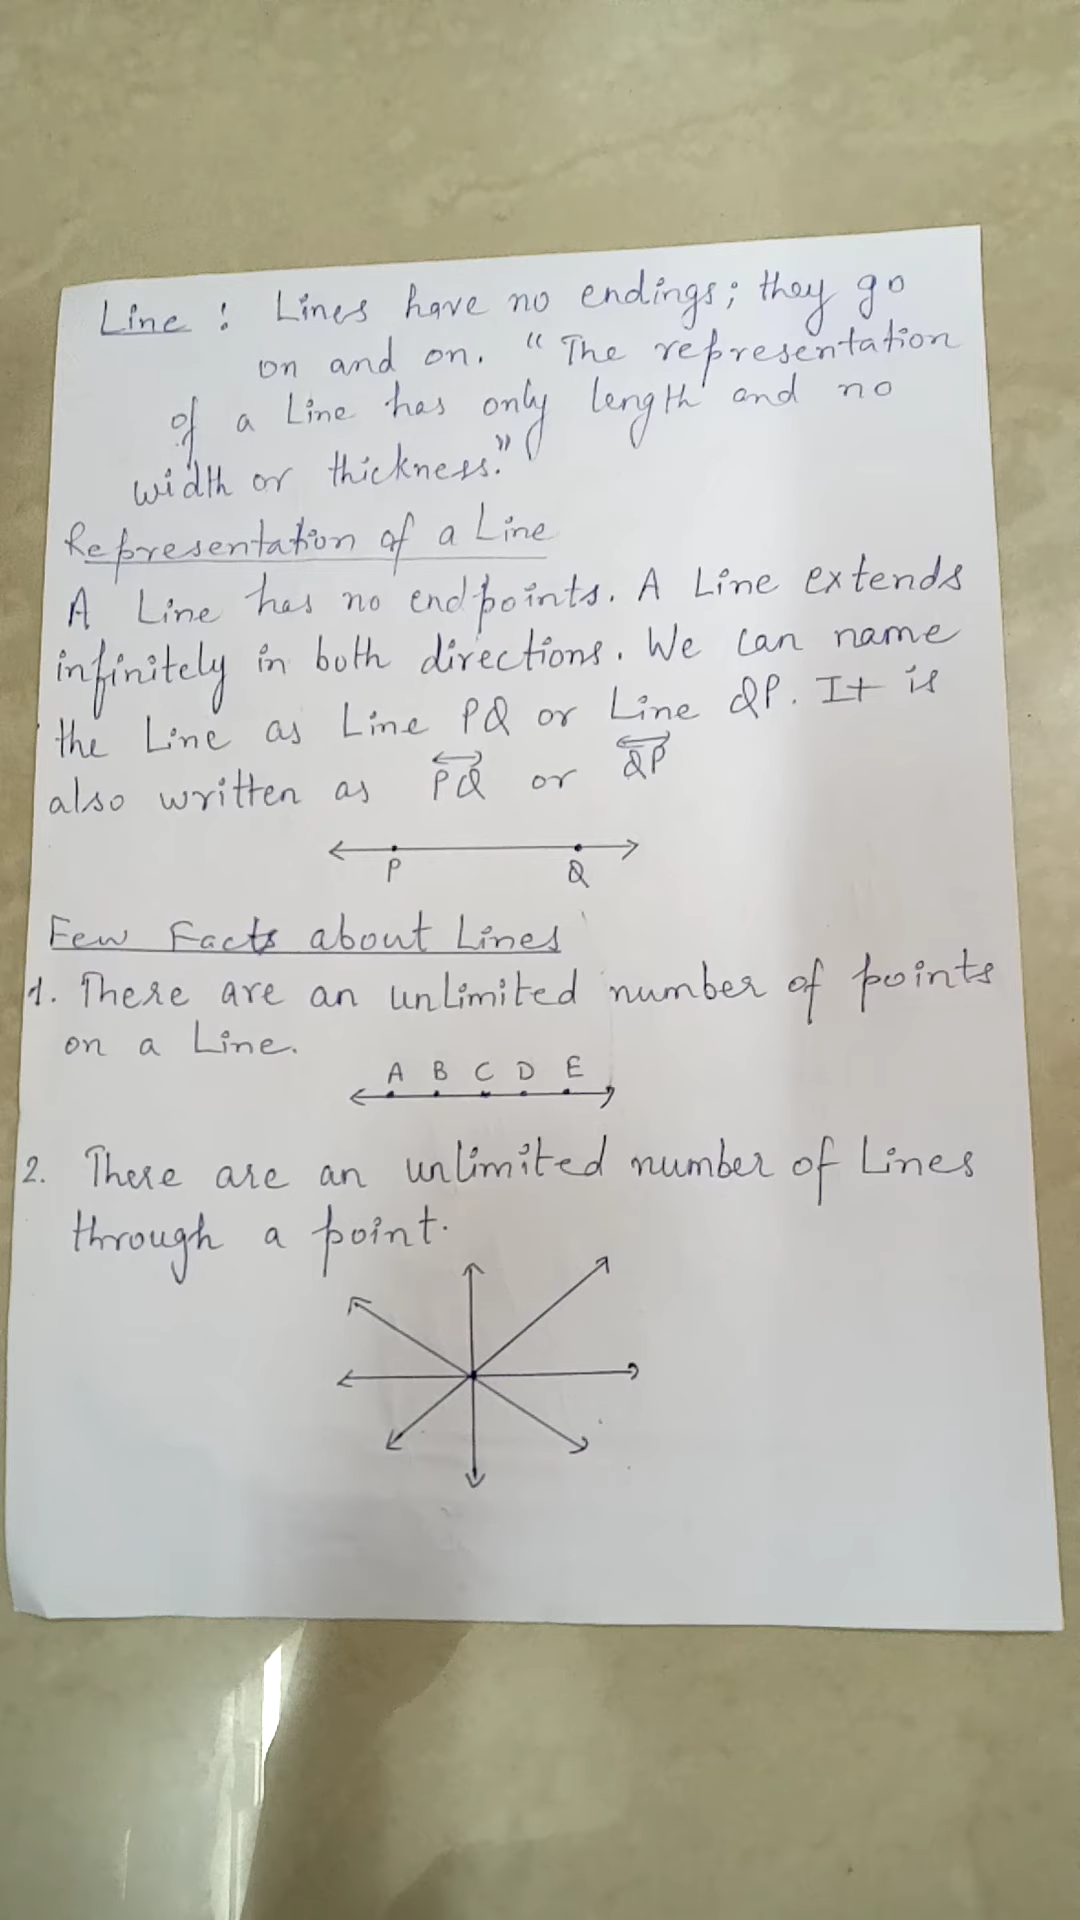 Line : Lines have no endings; they go
on and on. "The representation
of a Line has only length and no
width or thickness."
Representation of a Line
A Line has no endpoints. A Line extends
infinitely in both directions. We can name
the Line as Line PQ or Line QP. It is
also written as PQ or QP
P Q
Few Facts about Lines
1. There are an unlimited number of points
on a Line.
A B C D E
2. There are an unlimited number of Lines
through a point.